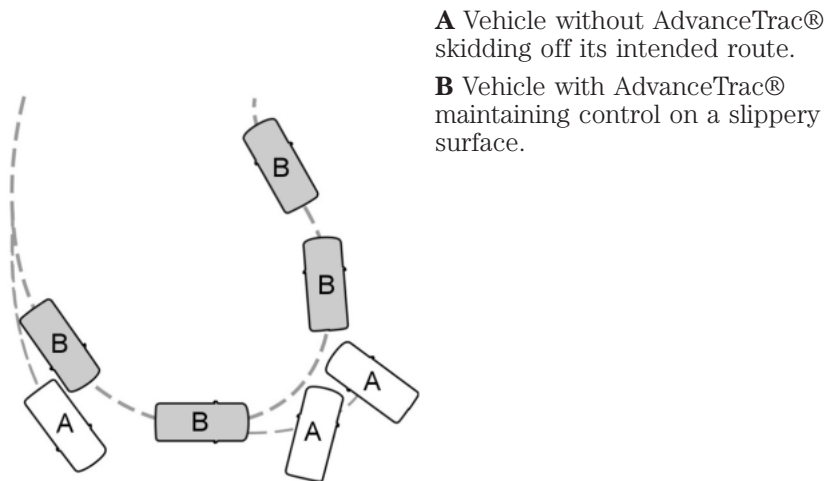 A Vehicle without AdvanceTrac®
skidding off its intended route.
B Vehicle with AdvanceTrac®
maintaining control on a slippery
surface.
B
B
B
A
B
A
A